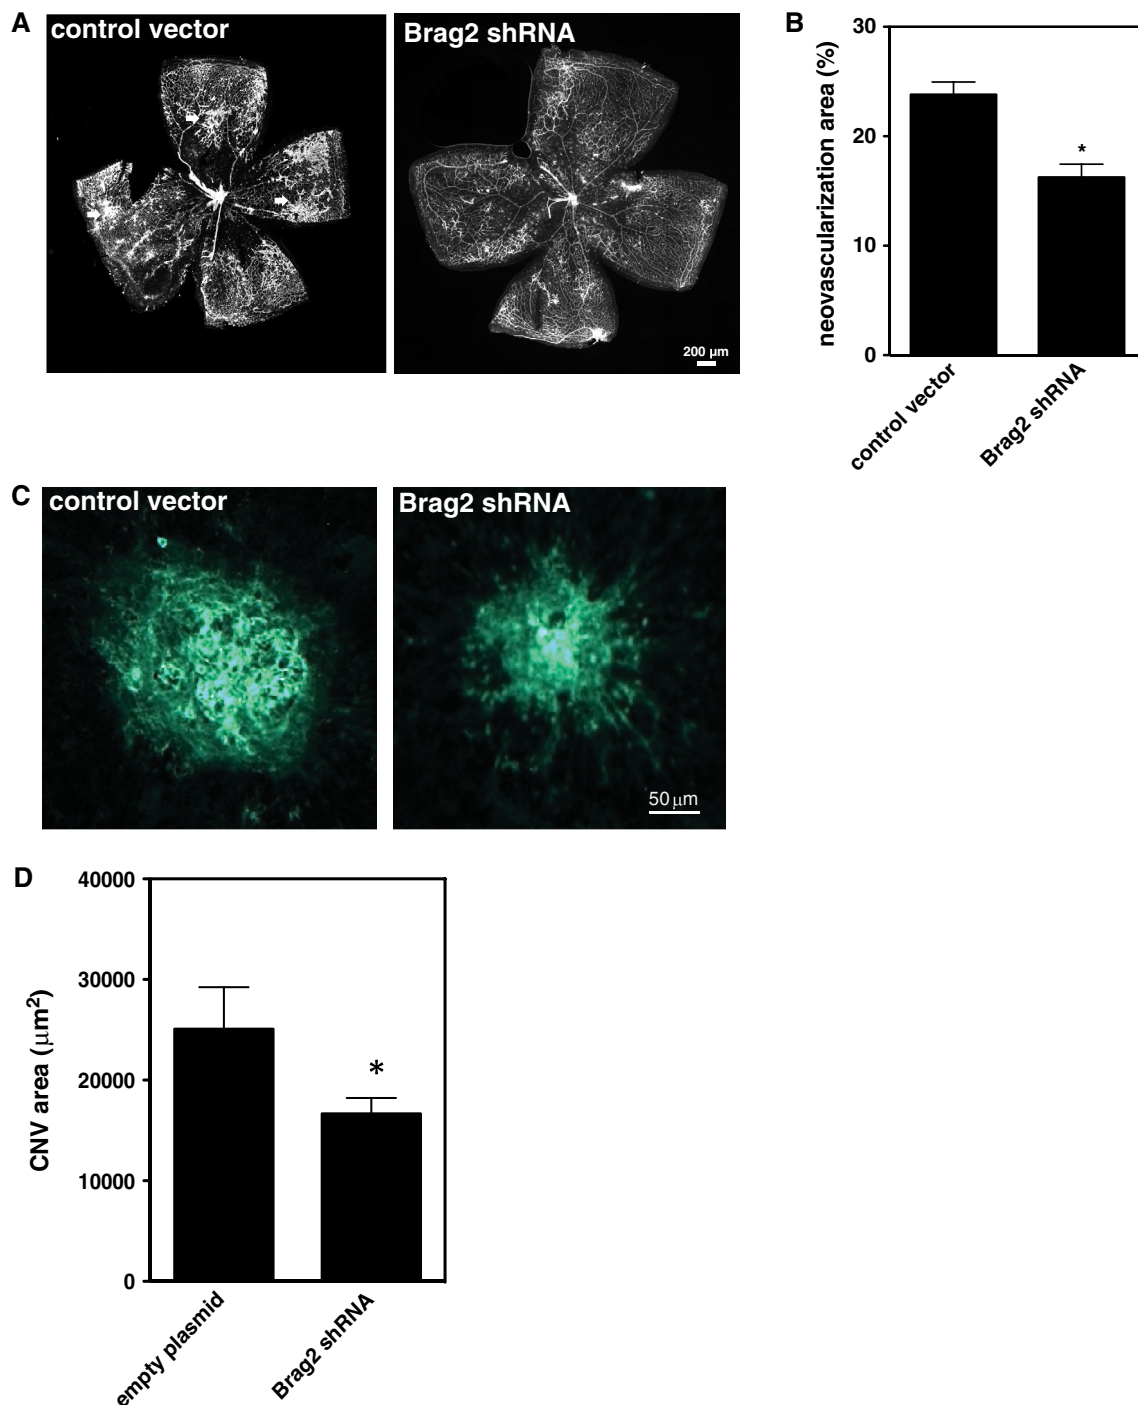 A
control vector
Brag2 shRNA
200 μm
B
neovascularization area (%)
30
20
10
0
*
control vector
Brag2 shRNA
C
control vector
Brag2 shRNA
50 μm
D
CNV area (μm²)
40000
30000
20000
10000
0
*
empty plasmid
Brag2 shRNA